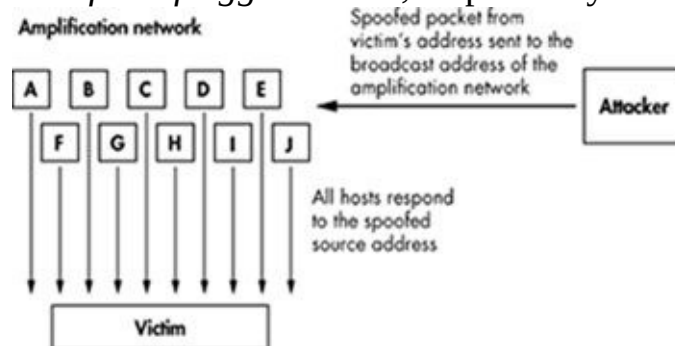 Amplification network
Spoofed packet from
victim's address sent to the
broadcast address of the
amplification network
A B C D E
F G H I J
Attacker
All hosts respond
to the spoofed
source address
Victim